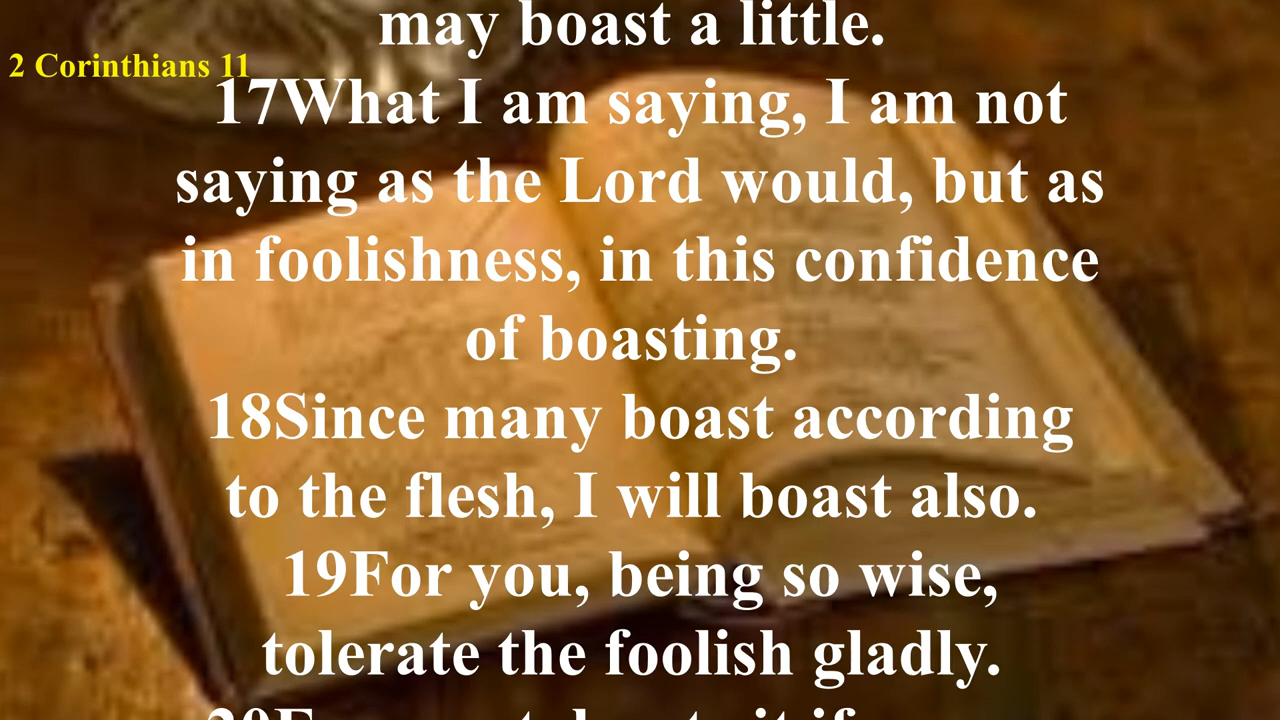 may boast a little.
2 Corinthians 11
17What I am saying, I am not
saying as the Lord would, but as
in foolishness, in this confidence
of boasting.
18Since many boast according
to the flesh, I will boast also.
19For you, being so wise,
tolerate the foolish gladly.